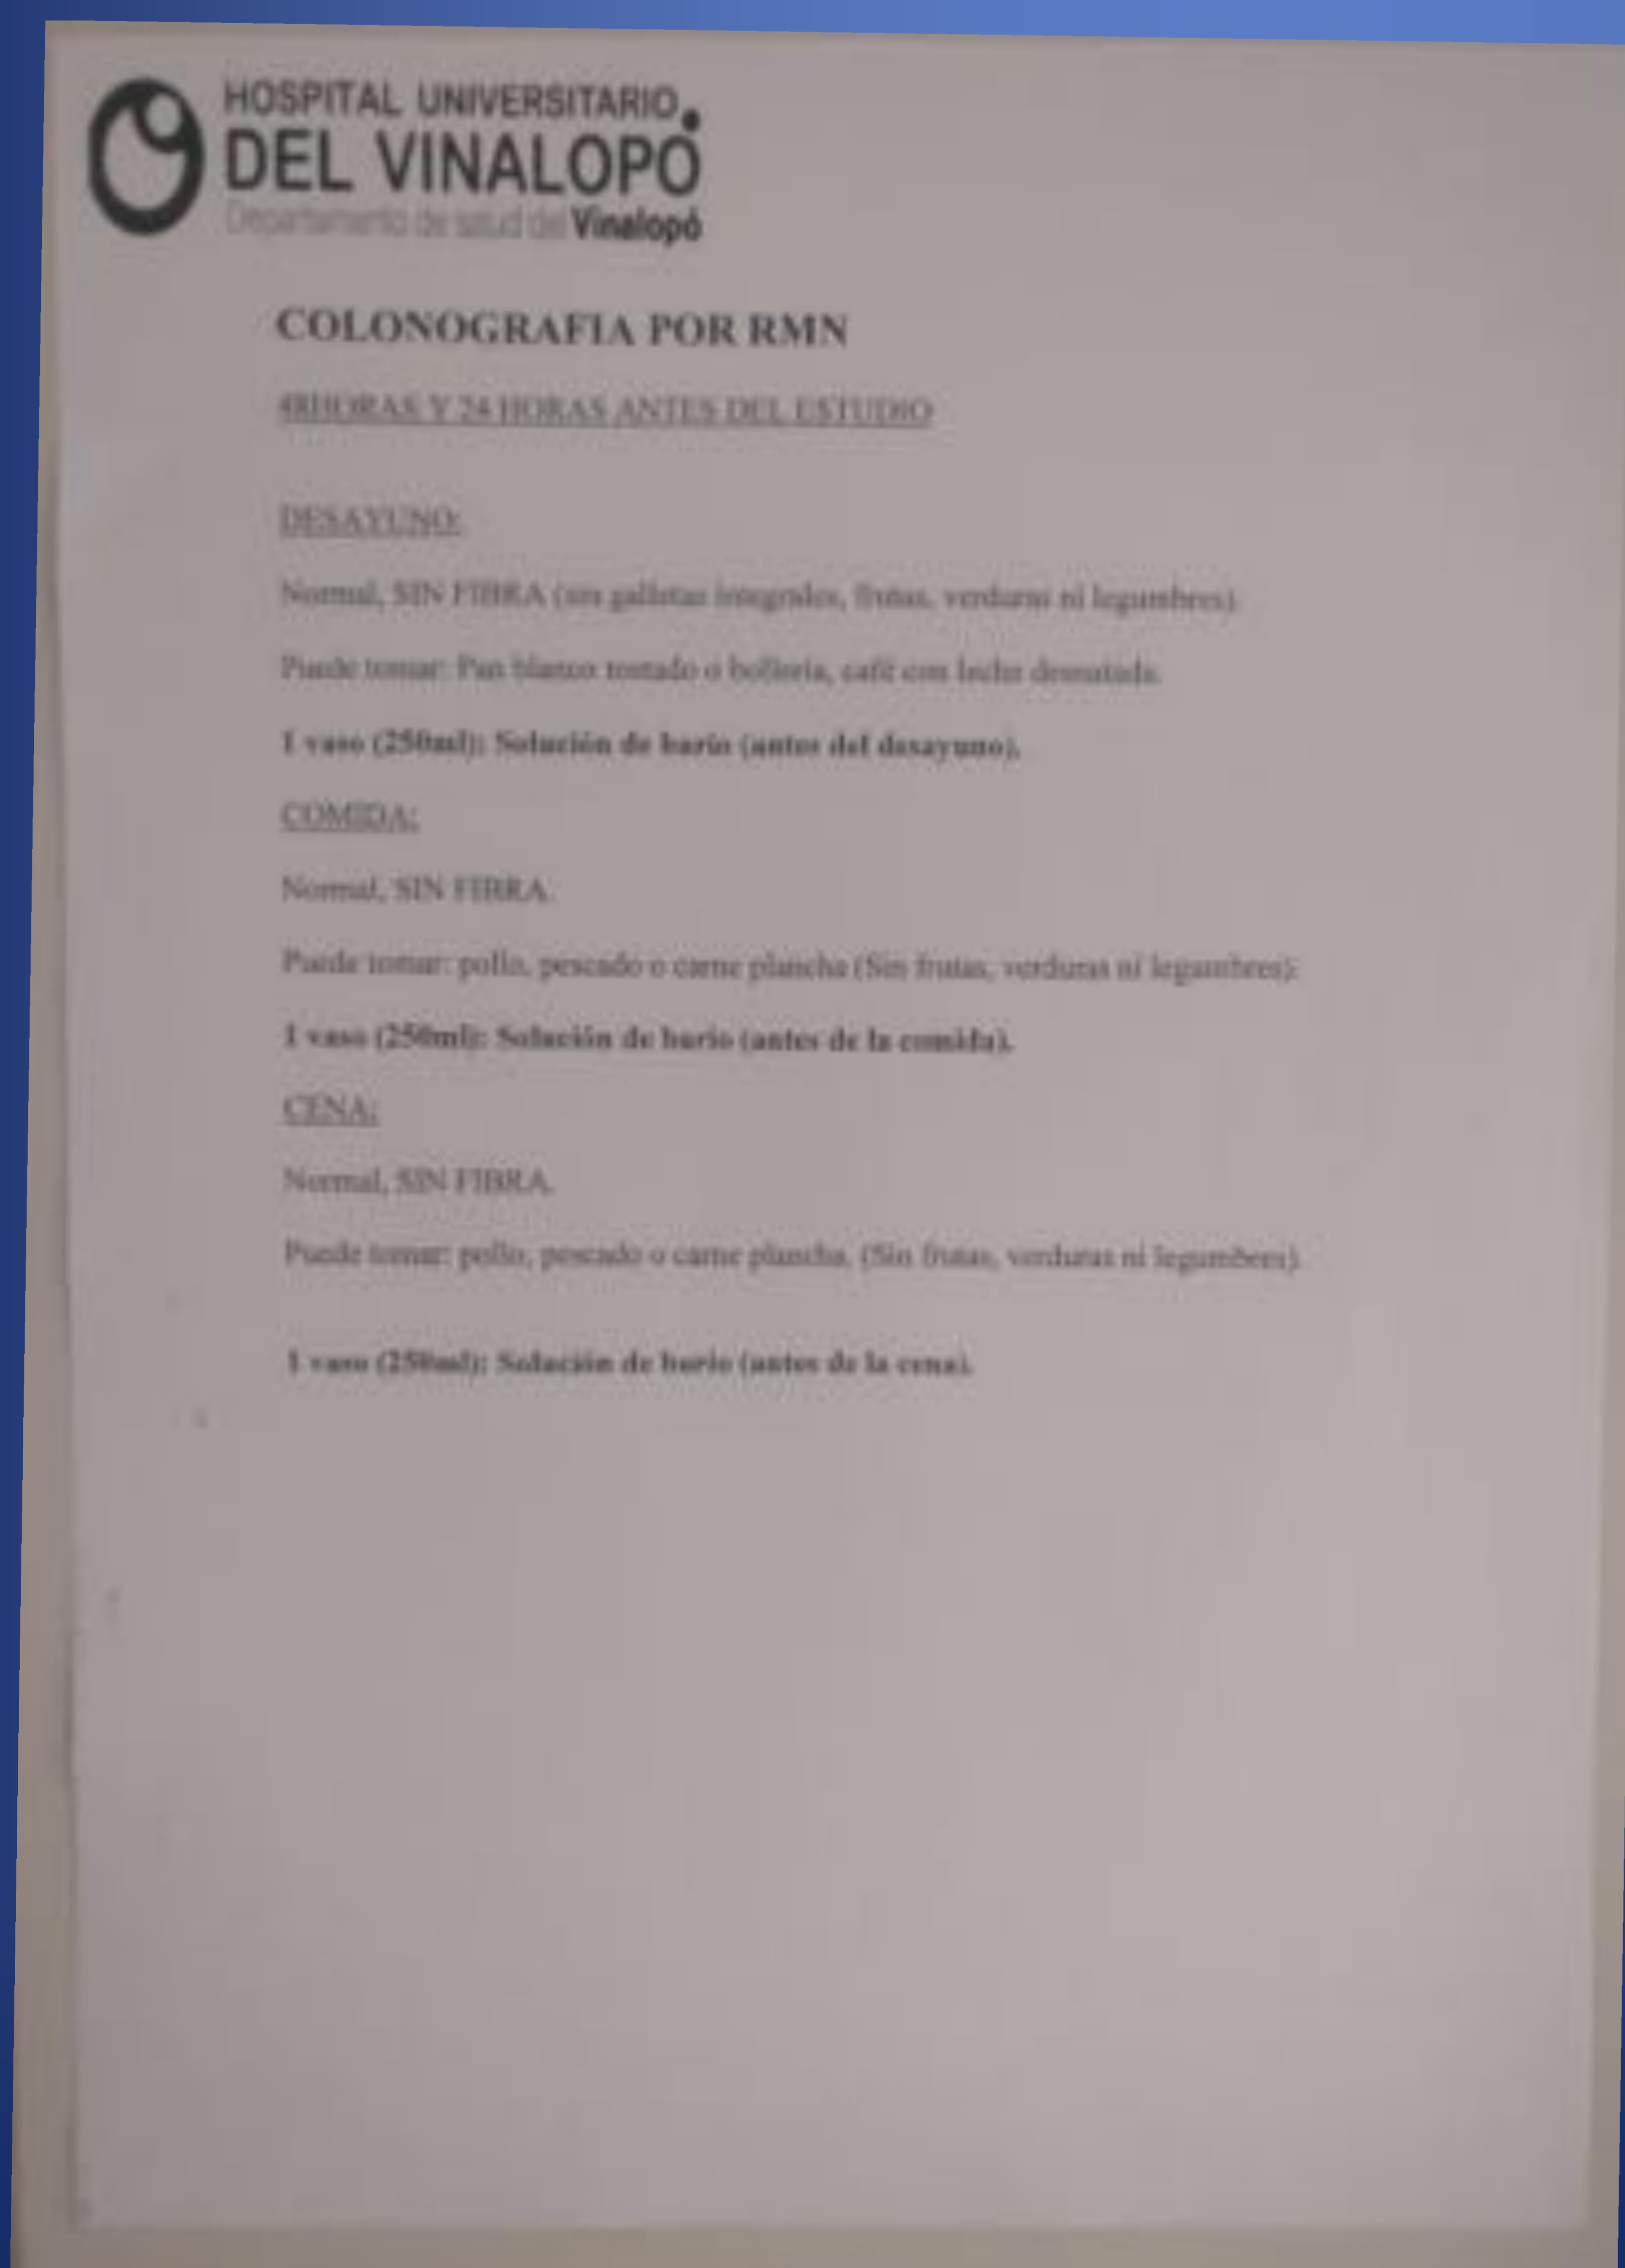 HOSPITAL UNIVERSITARIO
DEL VINALOPÓ
Departamento de salud del Vinalopó
COLONOGRAFIA POR RMN
48HORAS Y 24 HORAS ANTES DEL ESTUDIO
DESAYUNO:
Normal, SIN FIBRA (sin galletas integrales, frutas, verduras ni legumbres).
Puede tomar: Pan blanco tostado o bollería, café con leche desnatada.
1 vaso (250ml): Solución de bario (antes del desayuno).
COMIDA:
Normal, SIN FIBRA.
Puede tomar: pollo, pescado o carne plancha (Sin frutas, verduras ni legumbres).
1 vaso (250ml): Solución de bario (antes de la comida).
CENA:
Normal, SIN FIBRA.
Puede tomar: pollo, pescado o carne plancha, (Sin frutas, verduras ni legumbres).
1 vaso (250ml): Solución de bario (antes de la cena).